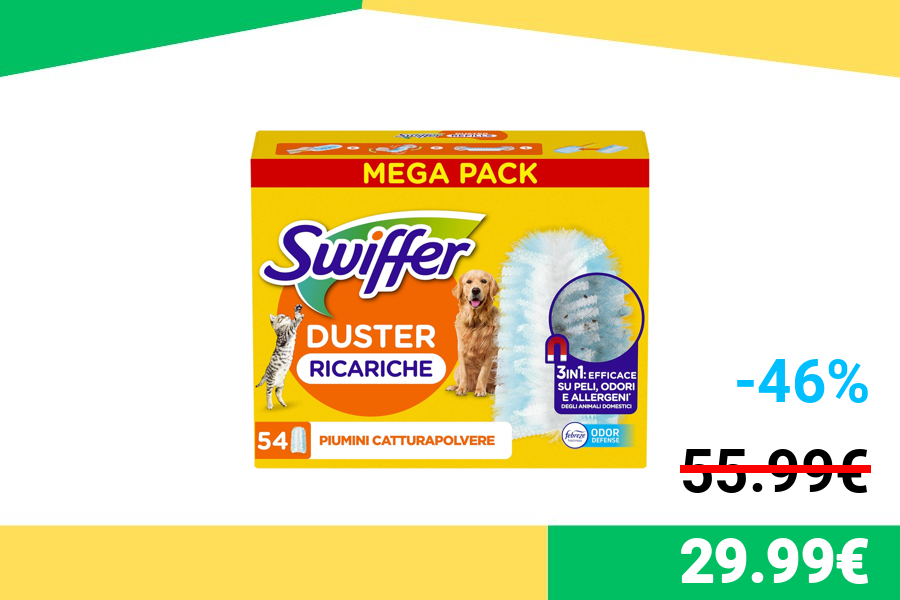 Swiffer
MEGA PACK
Swiffer
DUSTER
RICARICHE
3IN1: EFFICACE
SU PELI, ODORI
E ALLERGENI*
DEGLI ANIMALI DOMESTICI
54 PIUMINI CATTURAPOLVERE
febreze
ODOR
DEFENSE
-46%
55.99€
29.99€